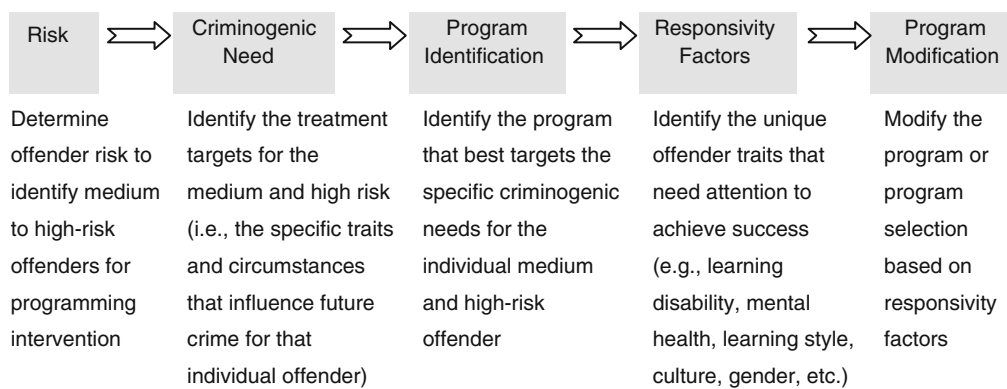 Risk
Criminogenic
Need
Program
Identification
Responsivity
Factors
Program
Modification
Determine
offender risk to
identify medium
to high-risk
offenders for
programming
intervention
Identify the treatment
targets for the
medium and high risk
(i.e., the specific traits
and circumstances
that influence future
crime for that
individual offender)
Identify the program
that best targets the
specific criminogenic
needs for the
individual medium
and high-risk
offender
Identify the unique
offender traits that
need attention to
achieve success
(e.g., learning
disability, mental
health, learning style,
culture, gender, etc.)
Modify the
program or
program
selection
based on
responsivity
factors